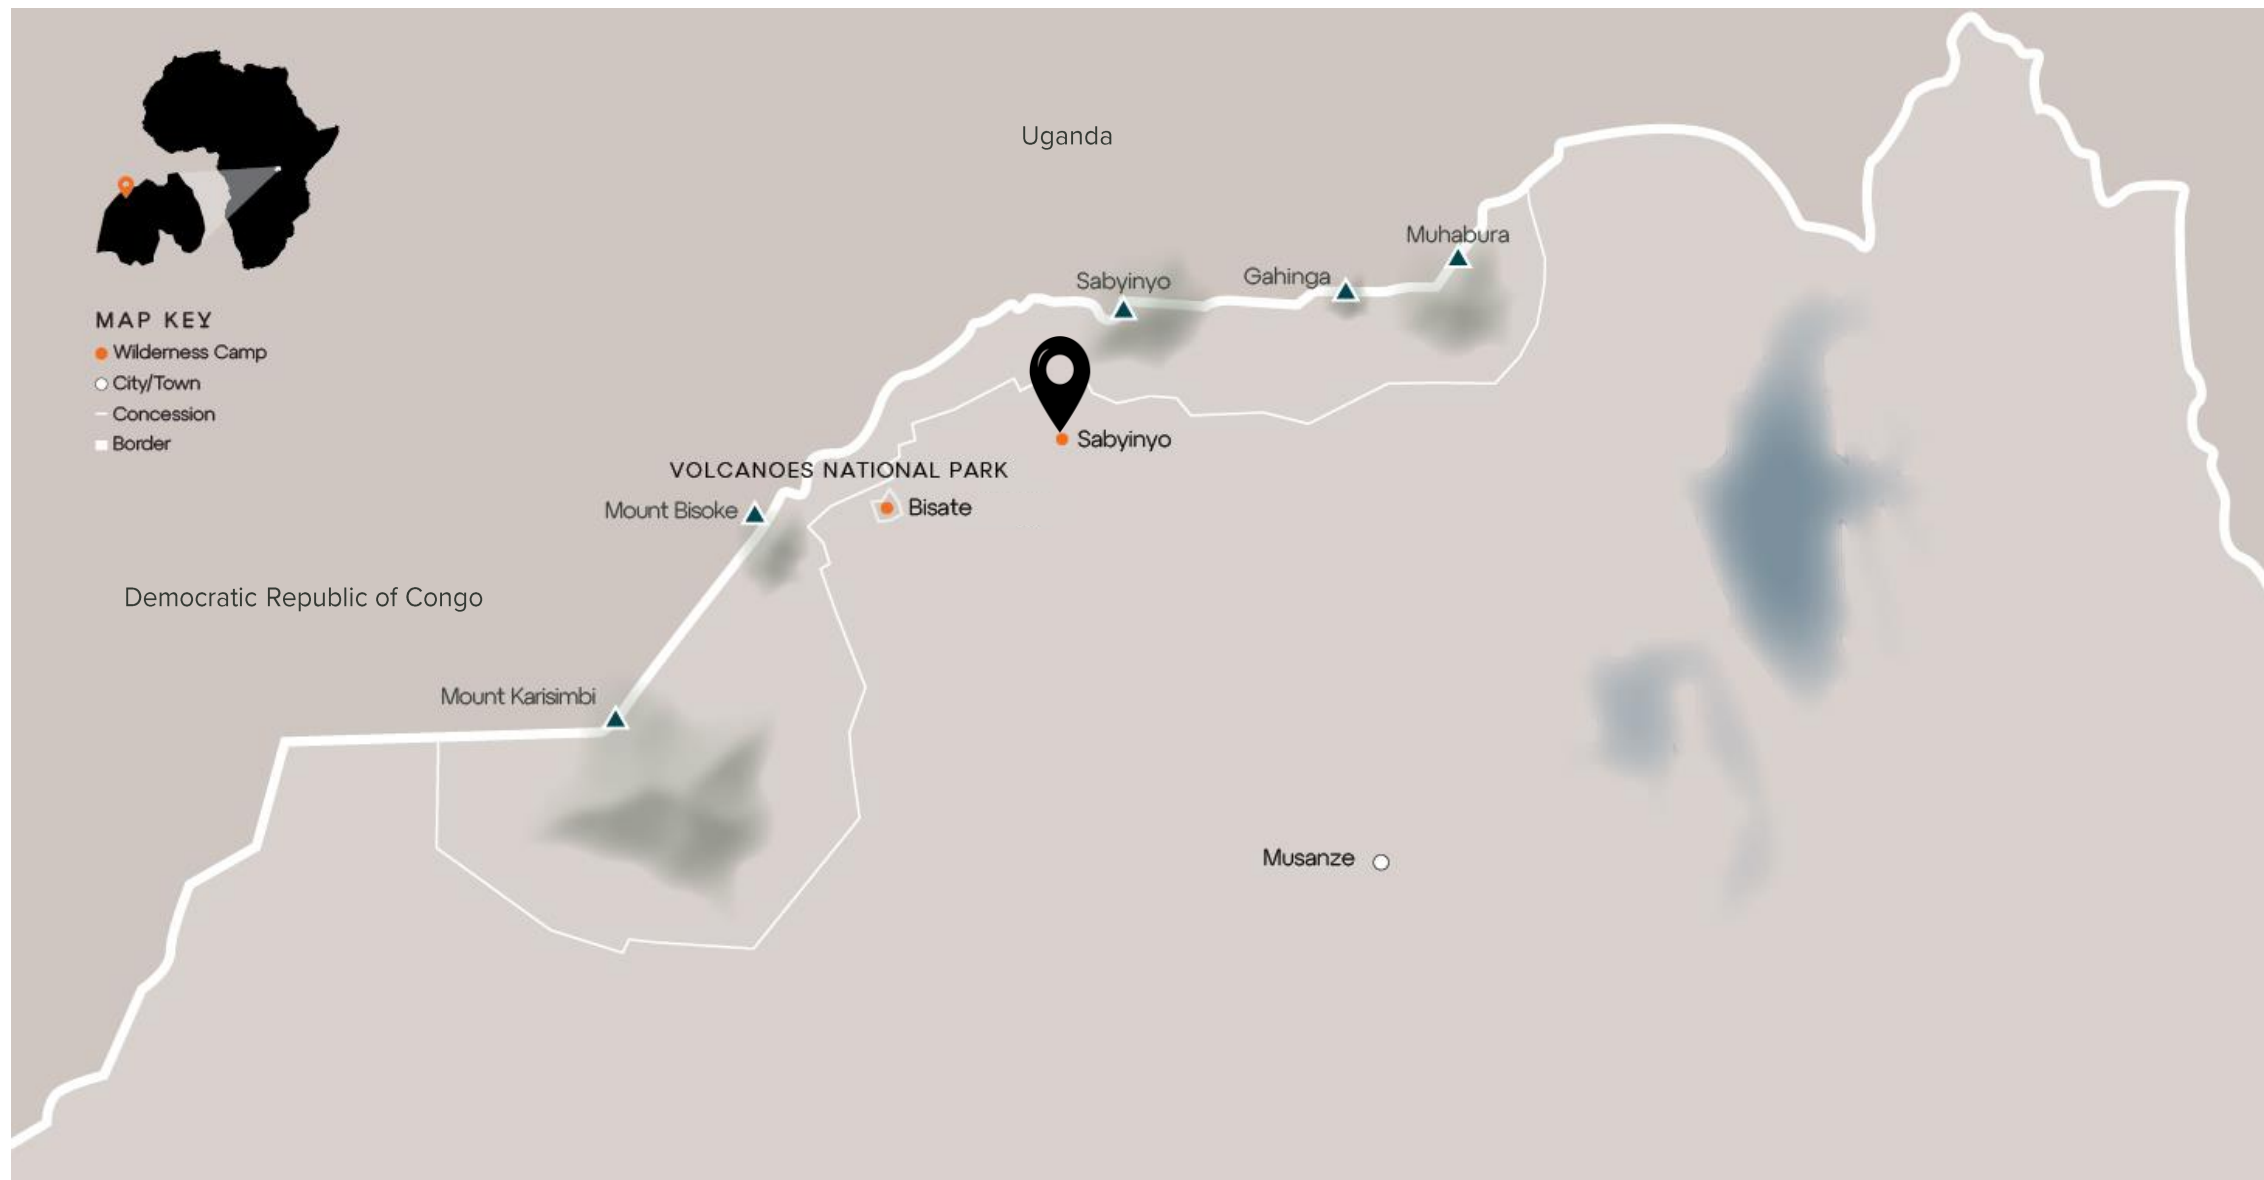 Uganda
Muhabura
Sabyinyo
Gahinga
MAP KEY
Wilderness Camp
City/Town
Concession
Border
Sabyinyo
VOLCANOES NATIONAL PARK
Mount Bisoke
Bisate
Democratic Republic of Congo
Mount Karisimbi
Musanze